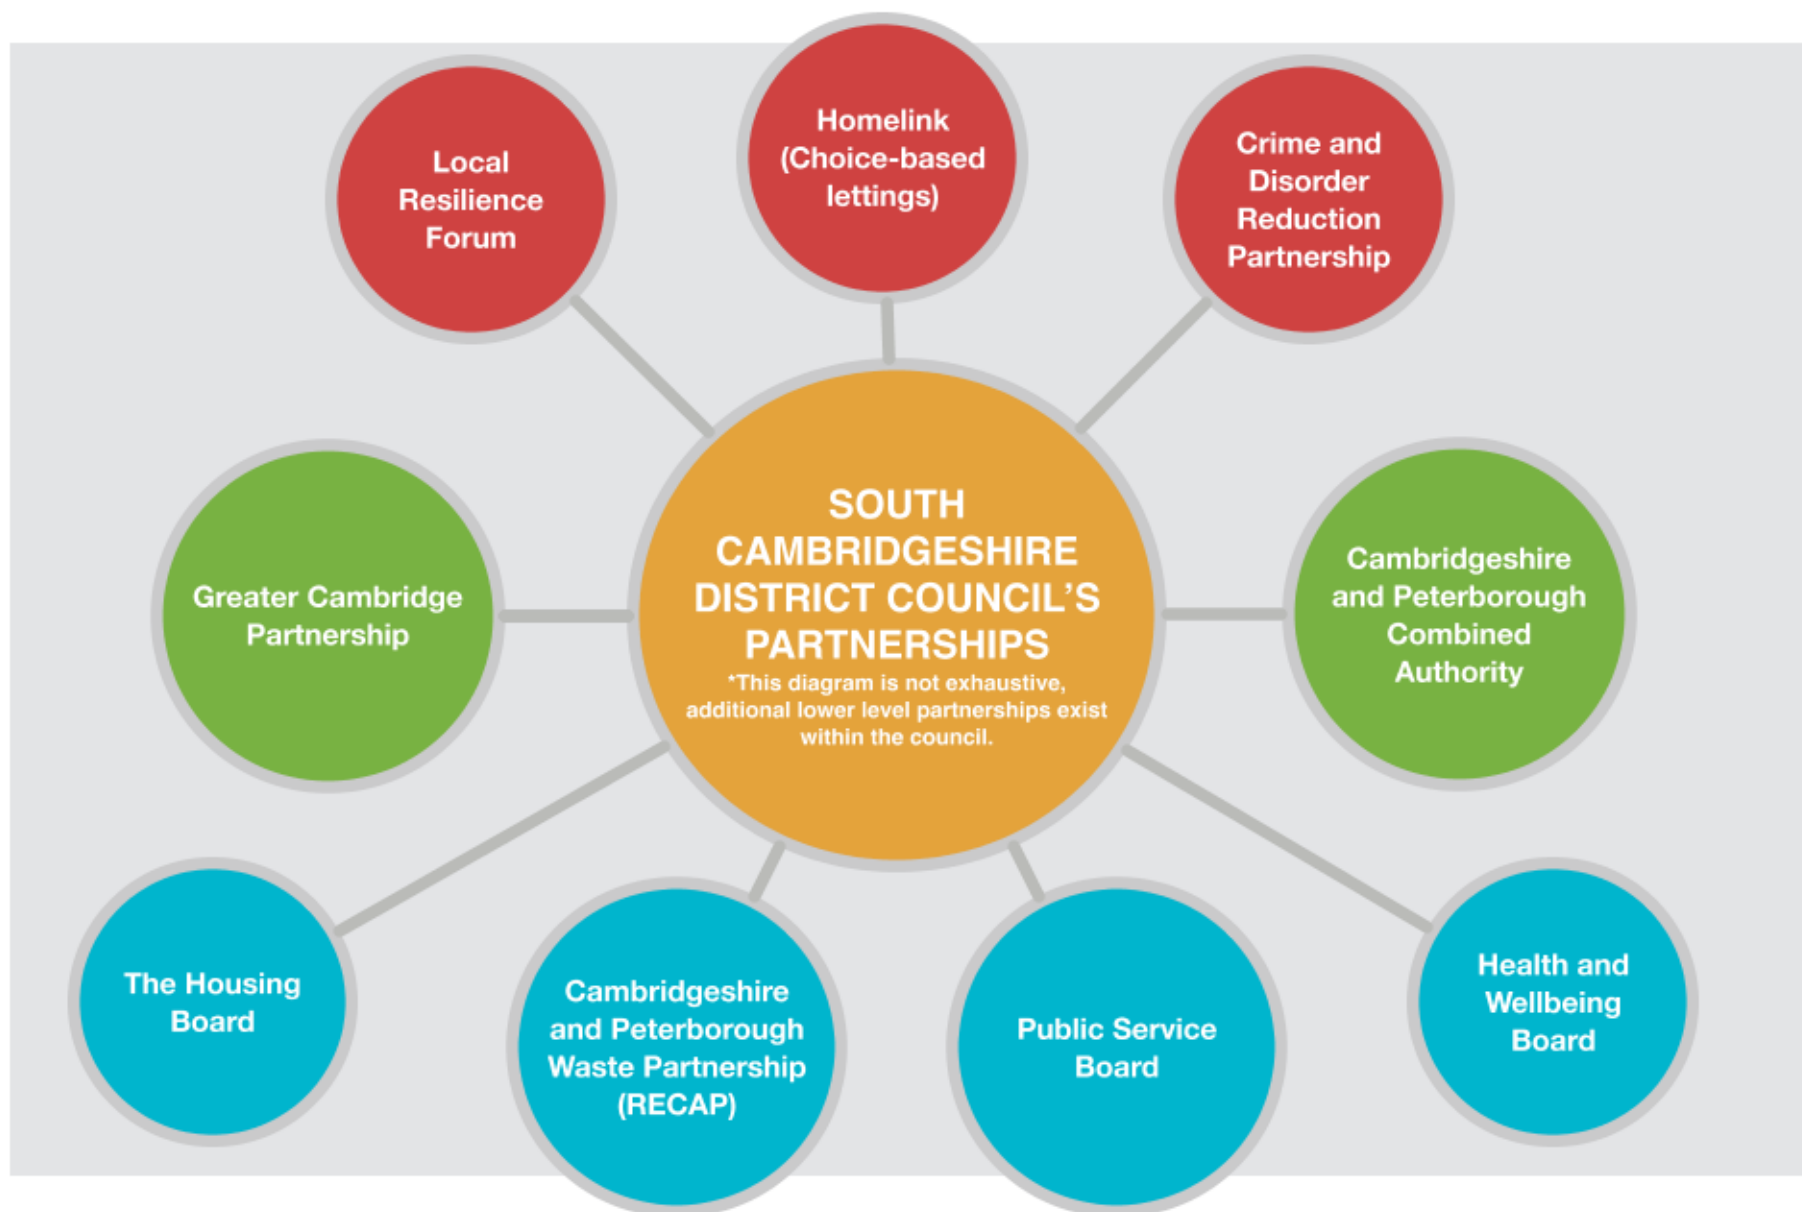 Homelink
(Choice-based
lettings)
Local
Resilience
Forum
Crime and
Disorder
Reduction
Partnership
SOUTH
CAMBRIDGESHIRE
DISTRICT COUNCIL’S
PARTNERSHIPS
*This diagram is not exhaustive,
additional lower level partnerships exist
within the council.
Greater Cambridge
Partnership
Cambridgeshire
and Peterborough
Combined
Authority
The Housing
Board
Cambridgeshire
and Peterborough
Waste Partnership
(RECAP)
Public Service
Board
Health and
Wellbeing
Board